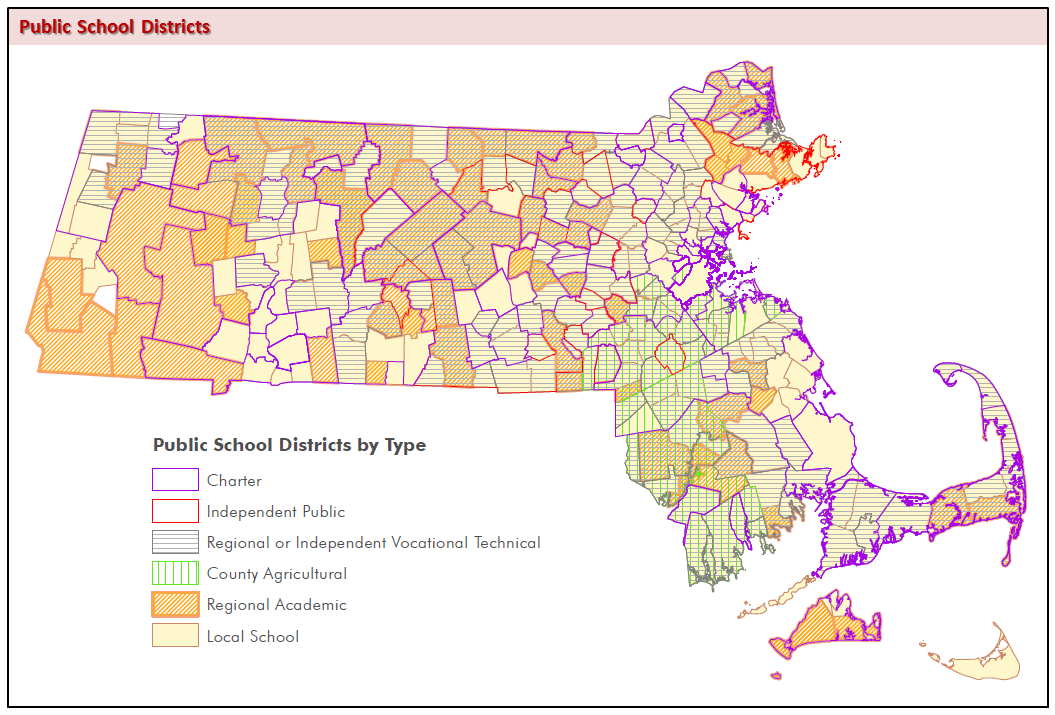 Public School Districts
Public School Districts by Type
Charter
Independent Public
Regional or Independent Vocational Technical
County Agricultural
Regional Academic
Local School